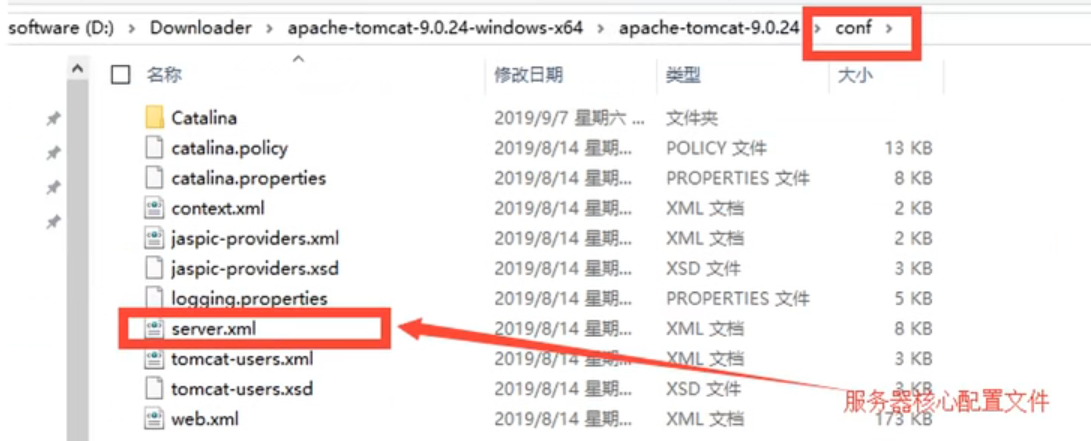 software (D:) › Downloader › apache-tomcat-9.0.24-windows-x64 › apache-tomcat-9.0.24 › conf ›
名称 修改日期 类型 大小
Catalina 2019/9/7 星期六 ... 文件夹
catalina.policy 2019/8/14 星期... POLICY 文件 13 KB
catalina.properties 2019/8/14 星期... PROPERTIES 文件 8 KB
context.xml 2019/8/14 星期... XML 文档 2 KB
jaspic-providers.xml 2019/8/14 星期... XML 文档 2 KB
jaspic-providers.xsd 2019/8/14 星期... XSD 文件 3 KB
logging.properties 2019/8/14 星期... PROPERTIES 文件 5 KB
server.xml 2019/8/14 星期... XML 文档 8 KB
tomcat-users.xml 2019/8/14 星期... XML 文档 3 KB
tomcat-users.xsd 2019/8/14 星期... XSD 文件 3 KB
服务器核心配置文件
web.xml 2019/8/14 星期... XML 文档 173 KB